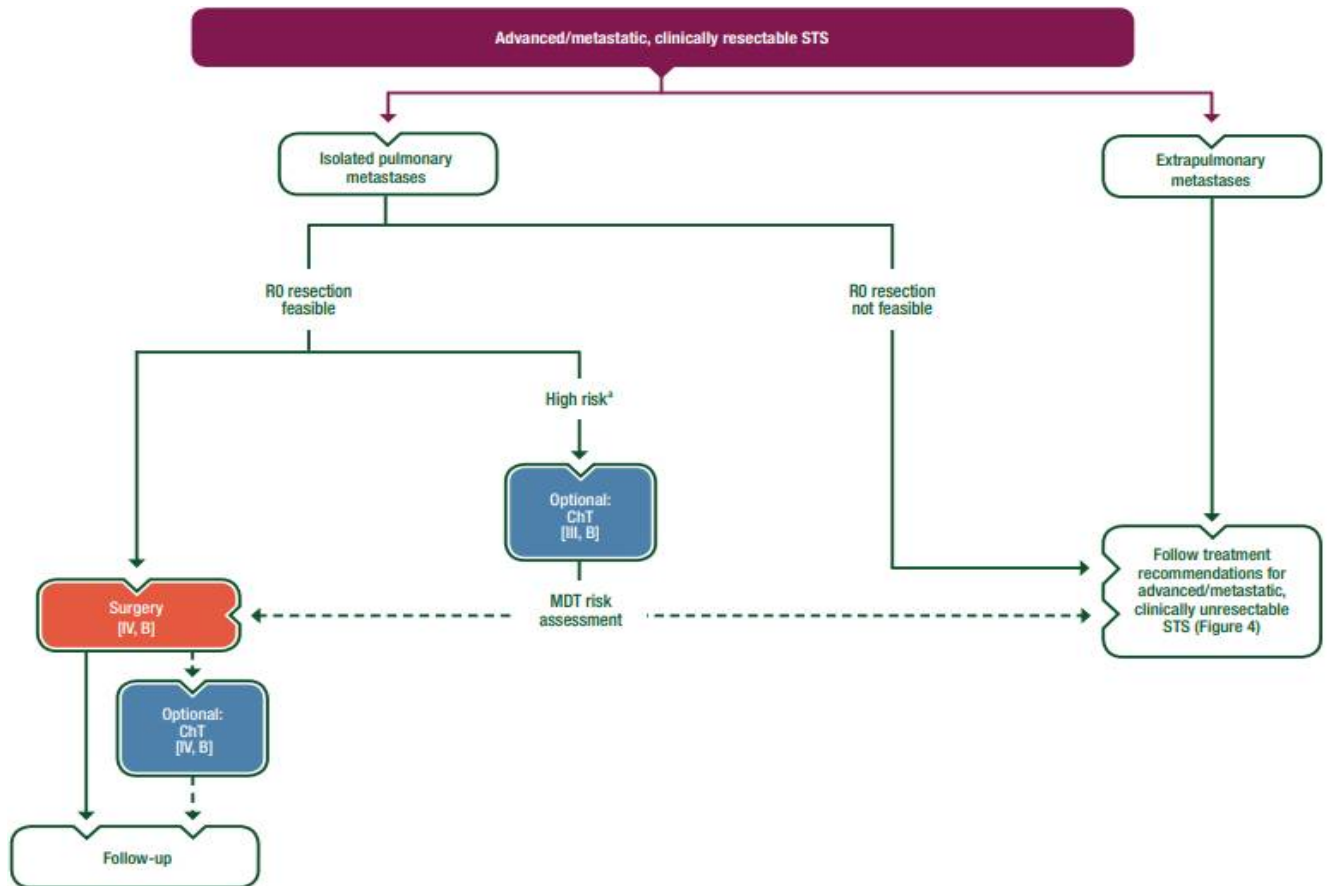 Advanced/metastatic, clinically resectable STS
Isolated pulmonary
metastases
Extrapulmonary
metastases
R0 resection
feasible
R0 resection
not feasible
High riskª
Optional:
ChT
[III, B]
MDT risk
assessment
Surgery
[IV, B]
Follow treatment
recommendations for
advanced/metastatic,
clinically unresectable
STS (Figure 4)
Optional:
ChT
[IV, B]
Follow-up